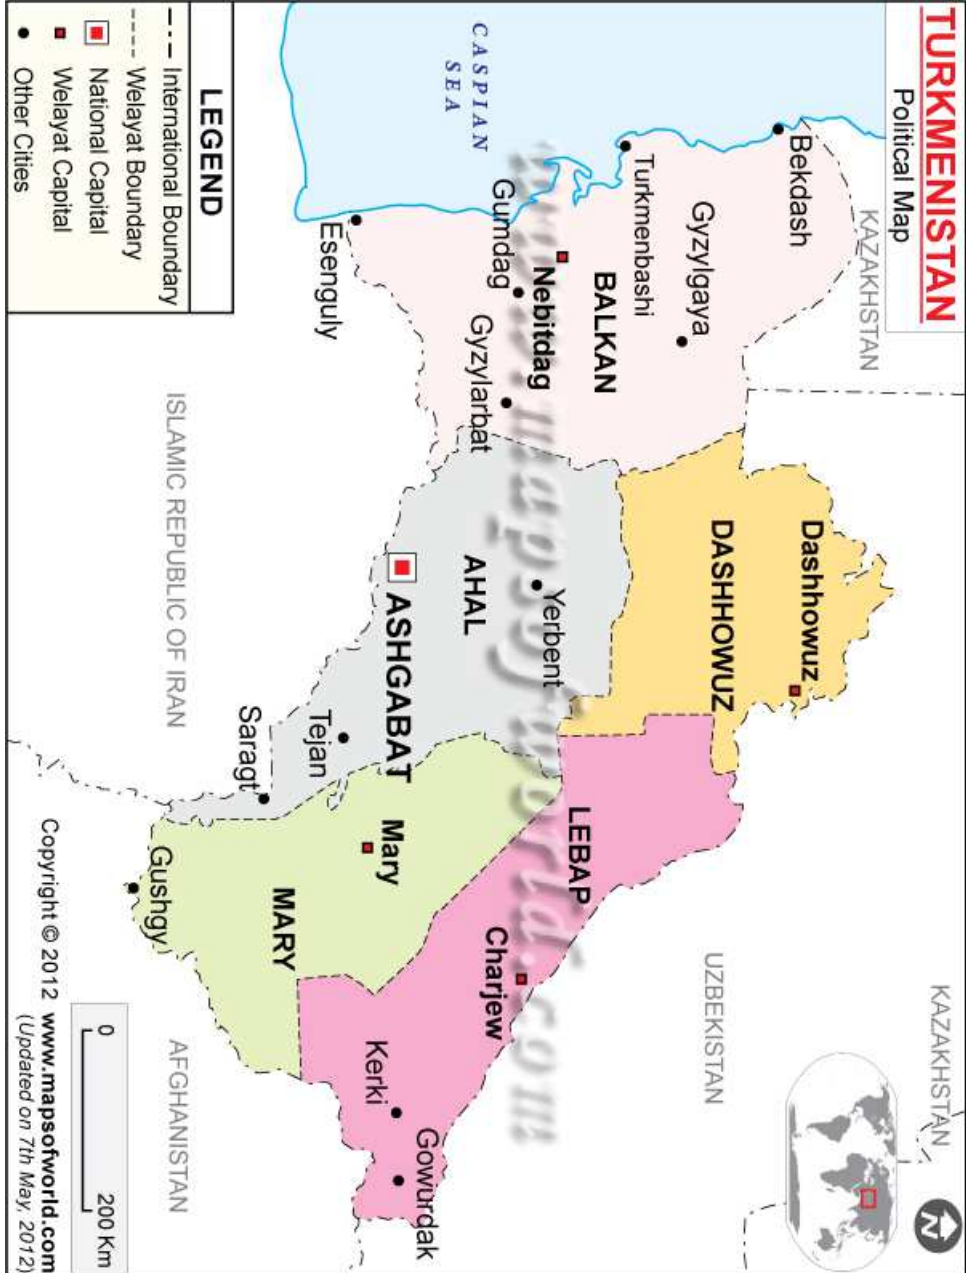 TURKMENISTAN
Political Map
KAZAKHSTAN
KAZAKHSTAN
N
Bekdash
Gyzylgaya
Turkmenbashi
BALKAN
Nebitdag
Gumdag
Gyzylarbat
Esenguly
CASPIAN
SEA
Dashhowuz
DASHHOWUZ
UZBEKISTAN
Yerbent
AHAL
ASHGABAT
Tejan
Saragt
LEBAP
Charjew
Mary
MARY
Gushgy
Kerki
Gowurdak
ISLAMIC REPUBLIC OF IRAN
AFGHANISTAN
www.mapsofworld.com
LEGEND
International Boundary
Welayat Boundary
National Capital
Welayat Capital
Other Cities
0 200 Km
Copyright © 2012 www.mapsofworld.com
(Updated on 7th May, 2012)